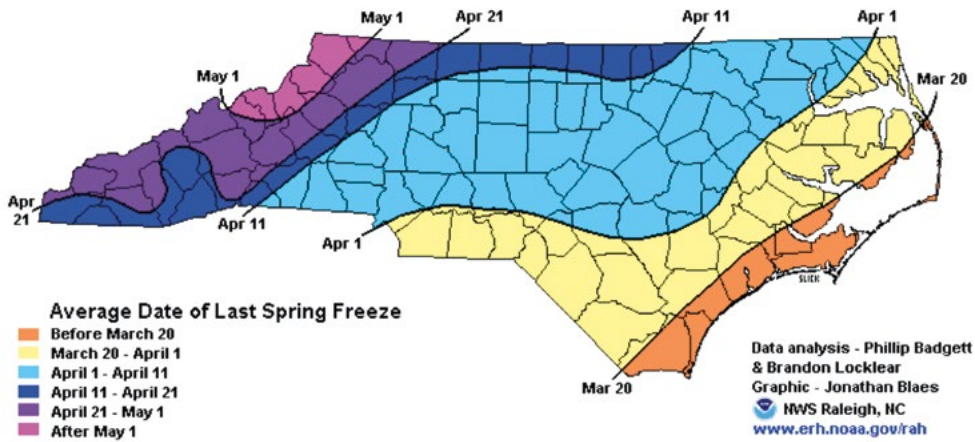 May 1
Apr 21
Apr 11
Apr 1
May 1
Mar 20
Apr
21
Apr 11
Apr 1
SLICK
Mar 20
Average Date of Last Spring Freeze
Before March 20
March 20 - April 1
April 1 - April 11
April 11 - April 21
April 21 - May 1
After May 1
Data analysis - Phillip Badgett
& Brandon Locklear
Graphic - Jonathan Blaes
NWS Raleigh, NC
www.erh.noaa.gov/rah